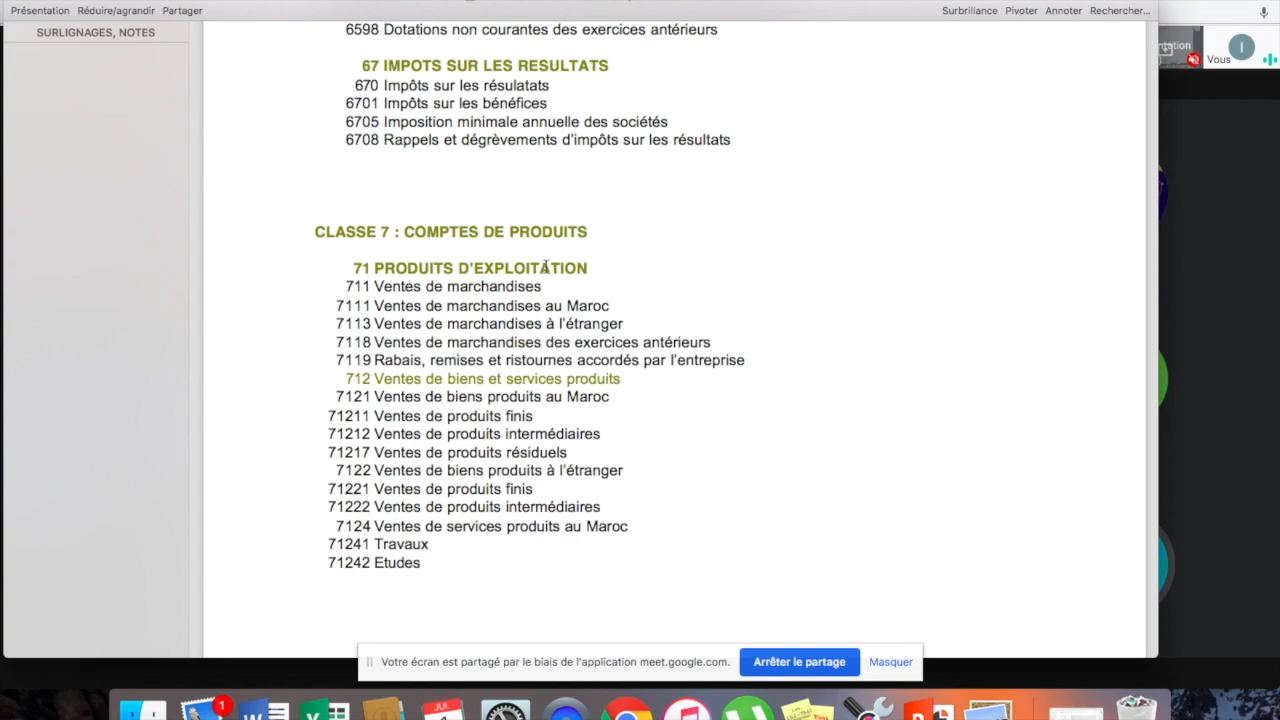 Présentation Réduire/agrandir Partager
Surbrillance Pivoter Annoter Rechercher...
SURLIGNAGES, NOTES
Vous
I
6598 Dotations non courantes des exercices antérieurs
67 IMPOTS SUR LES RESULTATS
670 Impôts sur les résulatats
6701 Impôts sur les bénéfices
6705 Imposition minimale annuelle des sociétés
6708 Rappels et dégrèvements d'impôts sur les résultats
CLASSE 7 : COMPTES DE PRODUITS
71 PRODUITS D'EXPLOITATION
711 Ventes de marchandises
7111 Ventes de marchandises au Maroc
7113 Ventes de marchandises à l'étranger
7118 Ventes de marchandises des exercices antérieurs
7119 Rabais, remises et ristournes accordés par l'entreprise
712 Ventes de biens et services produits
7121 Ventes de biens produits au Maroc
71211 Ventes de produits finis
71212 Ventes de produits intermédiaires
71217 Ventes de produits résiduels
7122 Ventes de biens produits à l'étranger
71221 Ventes de produits finis
71222 Ventes de produits intermédiaires
7124 Ventes de services produits au Maroc
71241 Travaux
71242 Etudes
Votre écran est partagé par le biais de l'application meet.google.com.
Arrêter le partage
Masquer
1
JUL